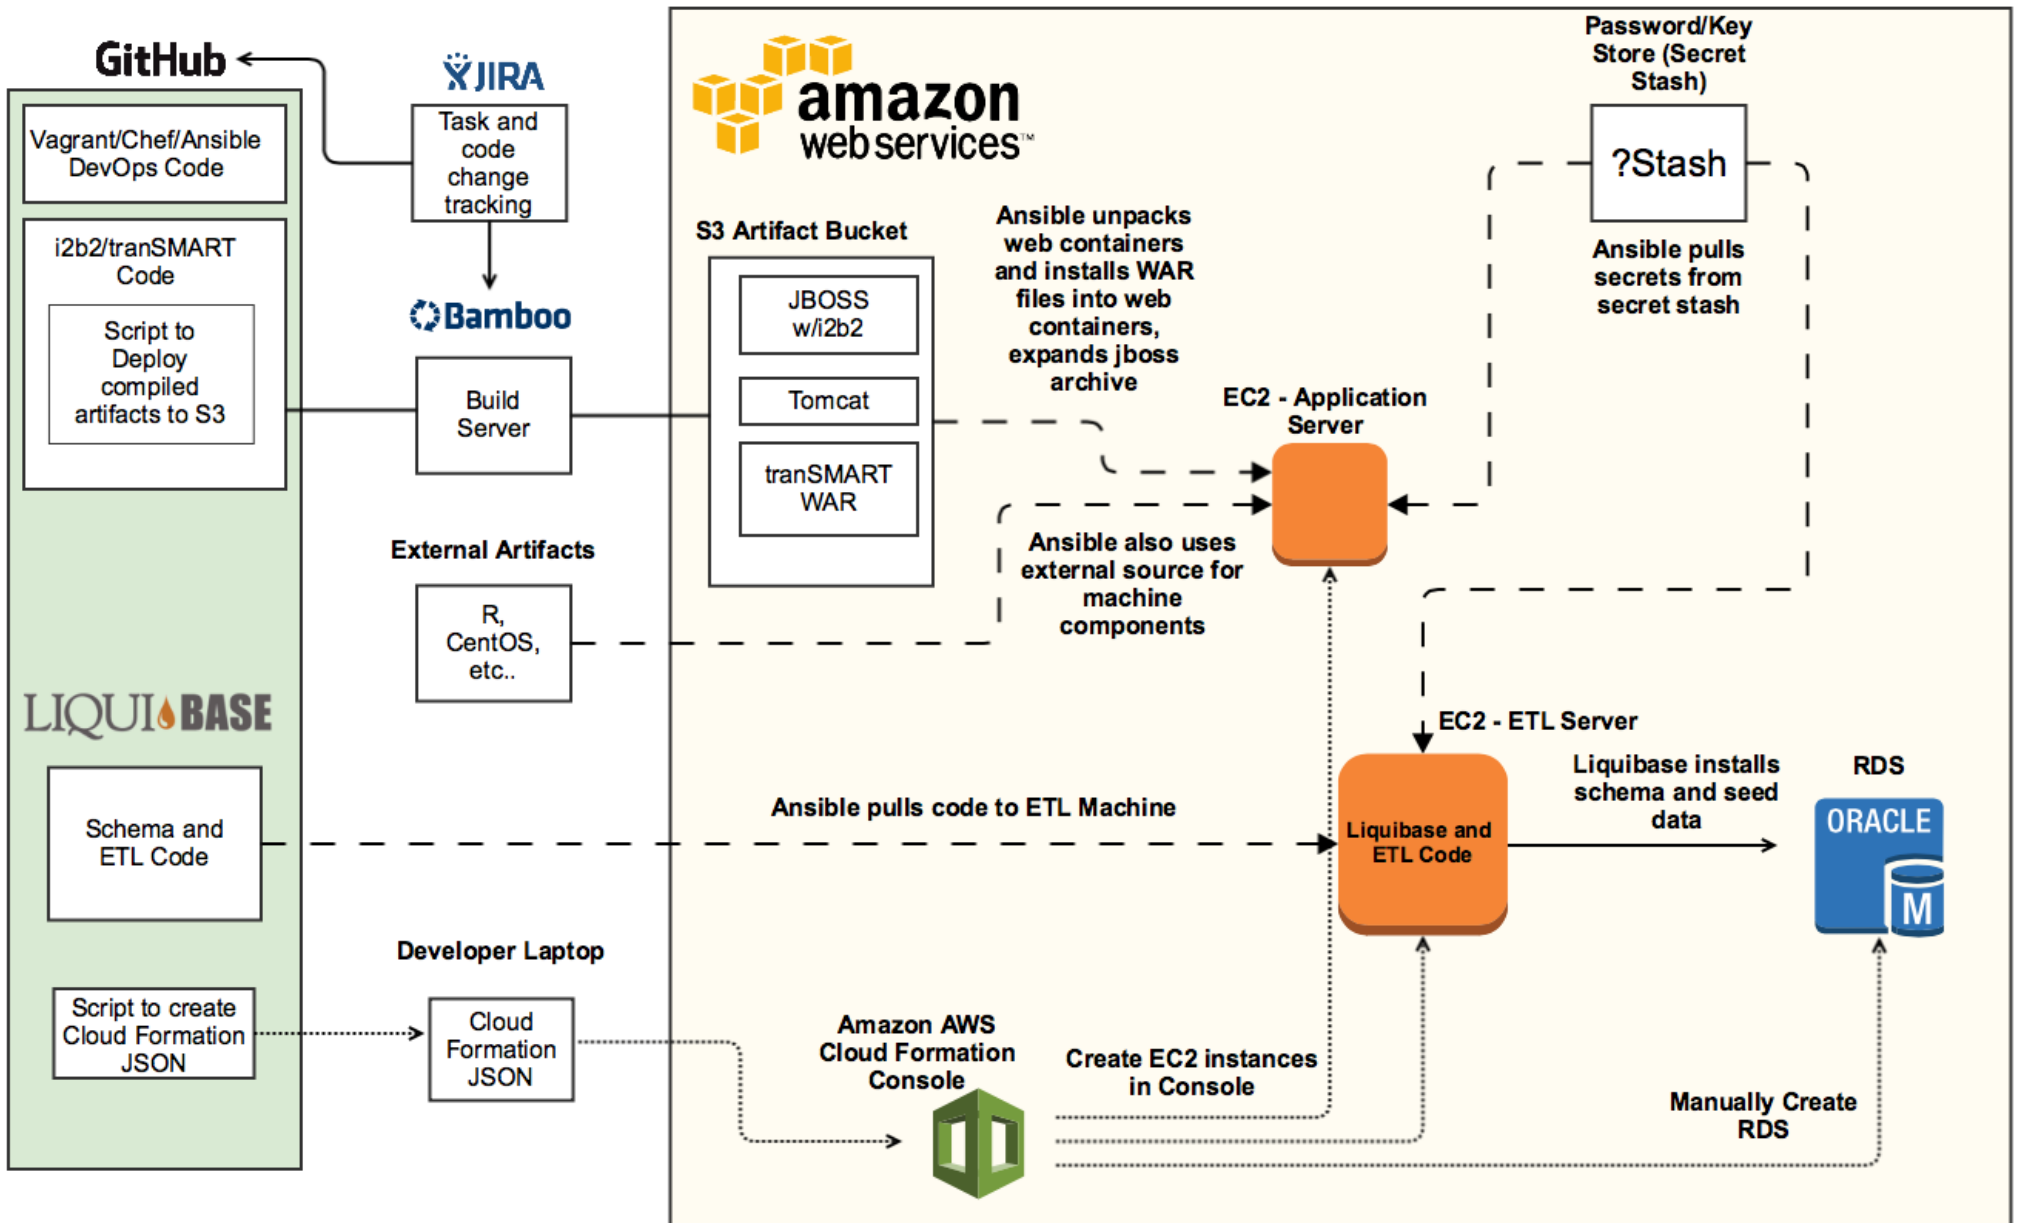 GitHub
Vagrant/Chef/Ansible
DevOps Code
i2b2/tranSMART
Code
Script to
Deploy
compiled
artifacts to S3
LIQUIBASE
Schema and
ETL Code
Script to create
Cloud Formation
JSON
JIRA
Task and
code
change
tracking
Bamboo
Build
Server
External Artifacts
R,
CentOS,
etc..
Developer Laptop
Cloud
Formation
JSON
amazon
webservices™
S3 Artifact Bucket
JBOSS
w/i2b2
Tomcat
tranSMART
WAR
Ansible unpacks
web containers
and installs WAR
files into web
containers,
expands jboss
archive
Ansible also uses
external source for
machine
components
EC2 - Application
Server
Password/Key
Store (Secret
Stash)
?Stash
Ansible pulls
secrets from
secret stash
Ansible pulls code to ETL Machine
EC2 - ETL Server
Liquibase and
ETL Code
Liquibase installs
schema and seed
data
RDS
ORACLE
M
Amazon AWS
Cloud Formation
Console
Create EC2 instances
in Console
Manually Create
RDS